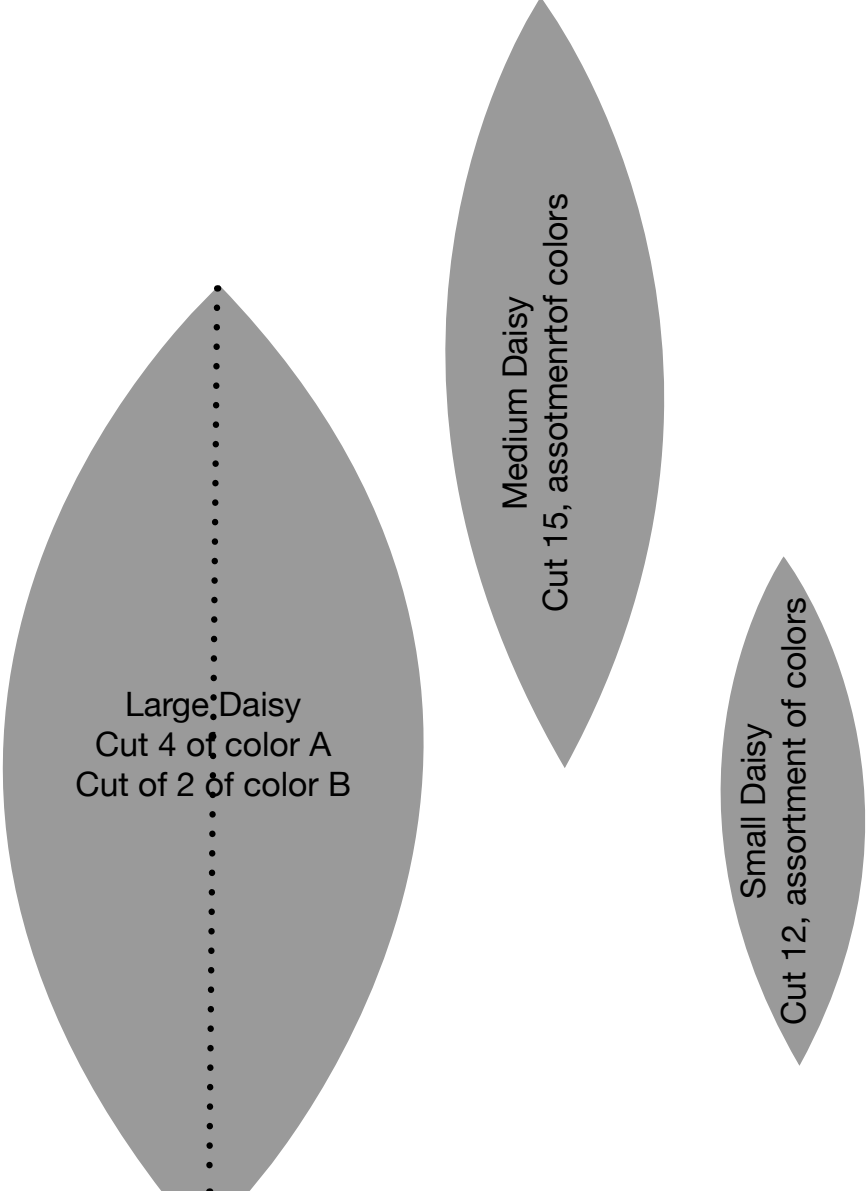 Large Daisy
Cut 4 of color A
Cut of 2 of color B
Medium Daisy
Cut 15, assotmenrtof colors
Small Daisy
Cut 12, assortment of colors